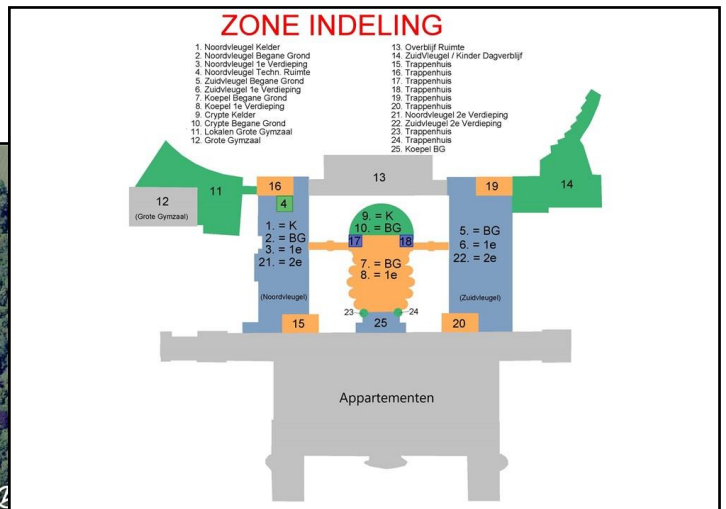 ZONE INDELING
1. Noordvleugel Kelder
2. Noordvleugel Begane Grond
3. Noordvleugel 1e Verdieping
4. Noordvleugel Techn. Ruimte
5. Zuidvleugel Begane Grond
6. Zuidvleugel 1e Verdieping
7. Koepel Begane Grond
8. Koepel 1e Verdieping
9. Crypte Kelder
10. Crypte Begane Grond
11. Lokalen Grote Gymzaal
12. Grote Gymzaal
13. Overblijf Ruimte
14. ZuidVleugel / Kinder Dagverblijf
15. Trappenhuis
16. Trappenhuis
17. Trappenhuis
18. Trappenhuis
19. Trappenhuis
20. Trappenhuis
21. Noordvleugel 2e Verdieping
22. Zuidvleugel 2e Verdieping
23. Trappenhuis
24. Trappenhuis
25. Koepel BG
12
(Grote Gymzaal)
11
16
4
13
19
14
1. = K
2. = BG
3. = 1e
21. = 2e
(Noordvleugel)
9. = K
10. = BG
17
18
7. = BG
8. = 1e
5. = BG
6. = 1e
22. = 2e
(Zuidvleugel)
23
24
15
25
20
Appartementen